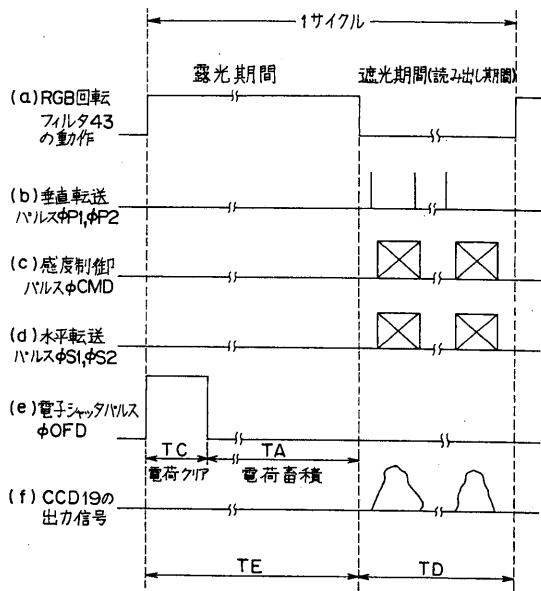 1サイクル
露光期間
遮光期間(読み出し期間)
(a)RGB回転
フィルタ43
の動作
(b)垂直転送
パルスφP1,φP2
(c)感度制御
パルスφCMD
(d)水平転送
パルスφS1,φS2
(e)電子シャッタパルス
φOFD
TC
TA
電荷クリア
電荷畜積
(f)CCD19の
出力信号
TE
TD